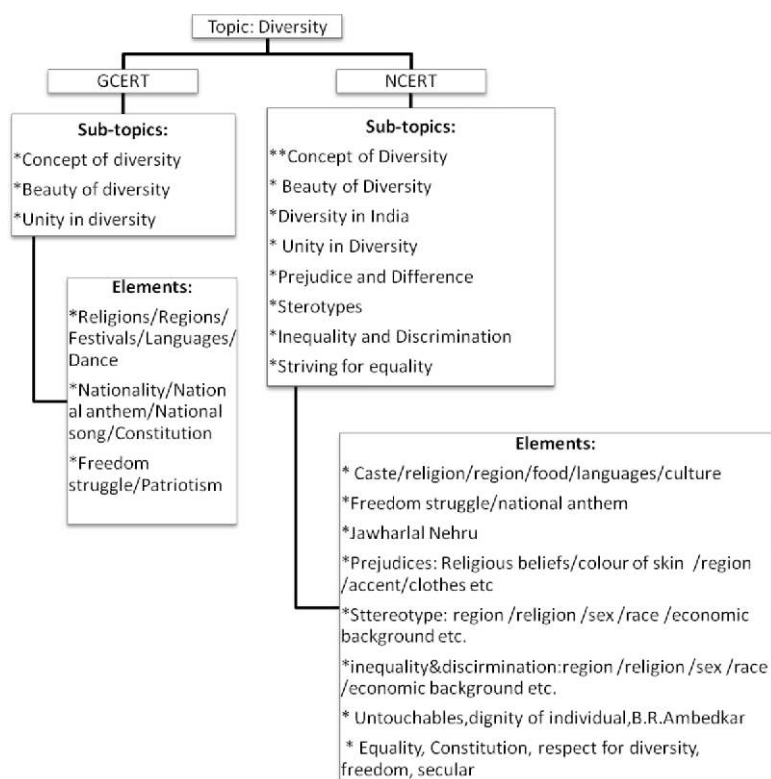 Topic: Diversity
GCERT
NCERT
Sub-topics:
*Concept of diversity
*Beauty of diversity
*Unity in diversity
Elements:
*Religions/Regions/
Festivals/Languages/
Dance
*Nationality/Nation
al anthem/National
song/Constitution
*Freedom
struggle/Patriotism
Sub-topics:
**Concept of Diversity
* Beauty of Diversity
*Diversity in India
* Unity in Diversity
*Prejudice and Difference
*Sterotypes
*Inequality and Discrimination
*Striving for equality
Elements:
* Caste/religion/region/food/languages/culture
*Freedom struggle/national anthem
*Jawharlal Nehru
*Prejudices: Religious beliefs/colour of skin /region
/accent/clothes etc
*Sttereotype: region /religion /sex /race /economic
background etc.
*inequality&discirmination:region /religion /sex /race
/economic background etc.
* Untouchables,dignity of individual,B.R.Ambedkar
* Equality, Constitution, respect for diversity,
freedom, secular